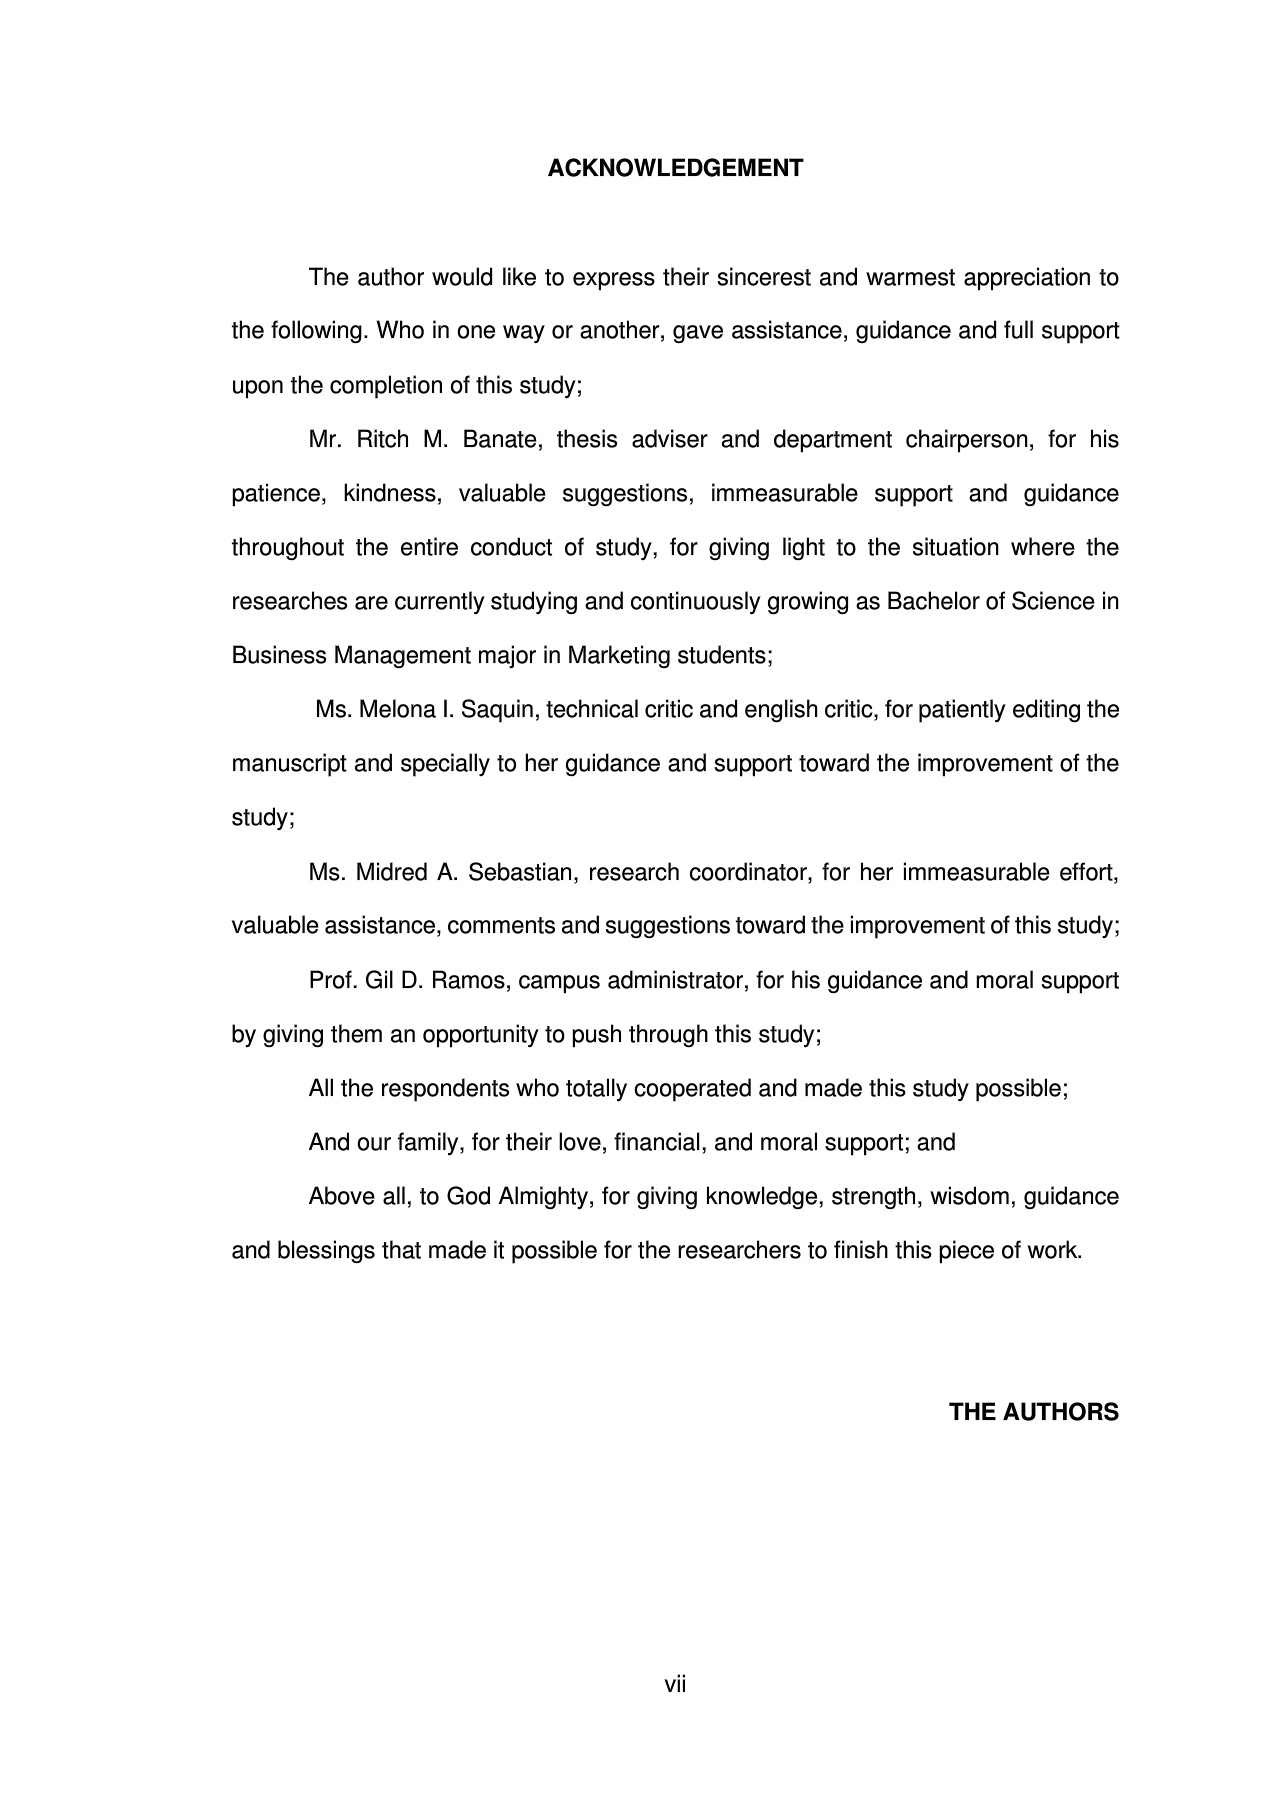 ACKNOWLEDGEMENT
The author would like to express their sincerest and warmest appreciation to
the following. Who in one way or another, gave assistance, guidance and full support
upon the completion of this study;
Mr. Ritch M. Banate, thesis adviser and department chairperson, for his
patience, kindness, valuable suggestions, immeasurable support and guidance
throughout the entire conduct of study, for giving light to the situation where the
researches are currently studying and continuously growing as Bachelor of Science in
Business Management major in Marketing students;
Ms. Melona I. Saquin, technical critic and english critic, for patiently editing the
manuscript and specially to her guidance and support toward the improvement of the
study;
Ms. Midred A. Sebastian, research coordinator, for her immeasurable effort,
valuable assistance, comments and suggestions toward the improvement of this study;
Prof. Gil D. Ramos, campus administrator, for his guidance and moral support
by giving them an opportunity to push through this study;
All the respondents who totally cooperated and made this study possible;
And our family, for their love, financial, and moral support; and
Above all, to God Almighty, for giving knowledge, strength, wisdom, guidance
and blessings that made it possible for the researchers to finish this piece of work.
THE AUTHORS
vii